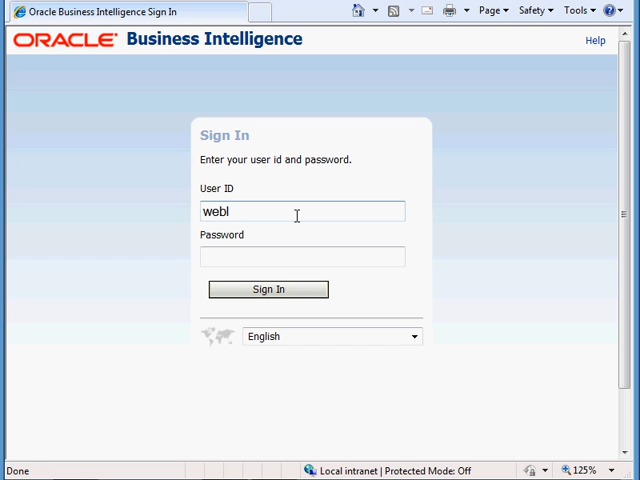 Oracle Business Intelligence Sign In
Page
Safety
Tools
ORACLE Business Intelligence
Help
Sign In
Enter your user id and password.
User ID
webl
Password
Sign In
English
Done
Local intranet | Protected Mode: Off
125%